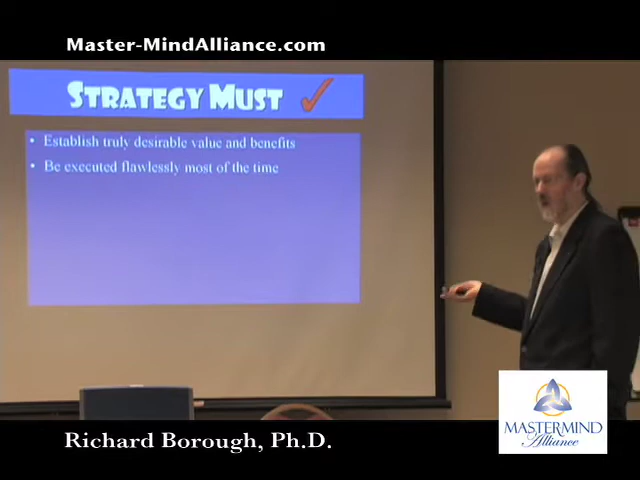 Master-MindAlliance.com
STRATEGY MUST
• Establish truly desirable value and benefits
• Be executed flawlessly most of the time
Richard Borough, Ph.D.
MASTERMIND
Alliance